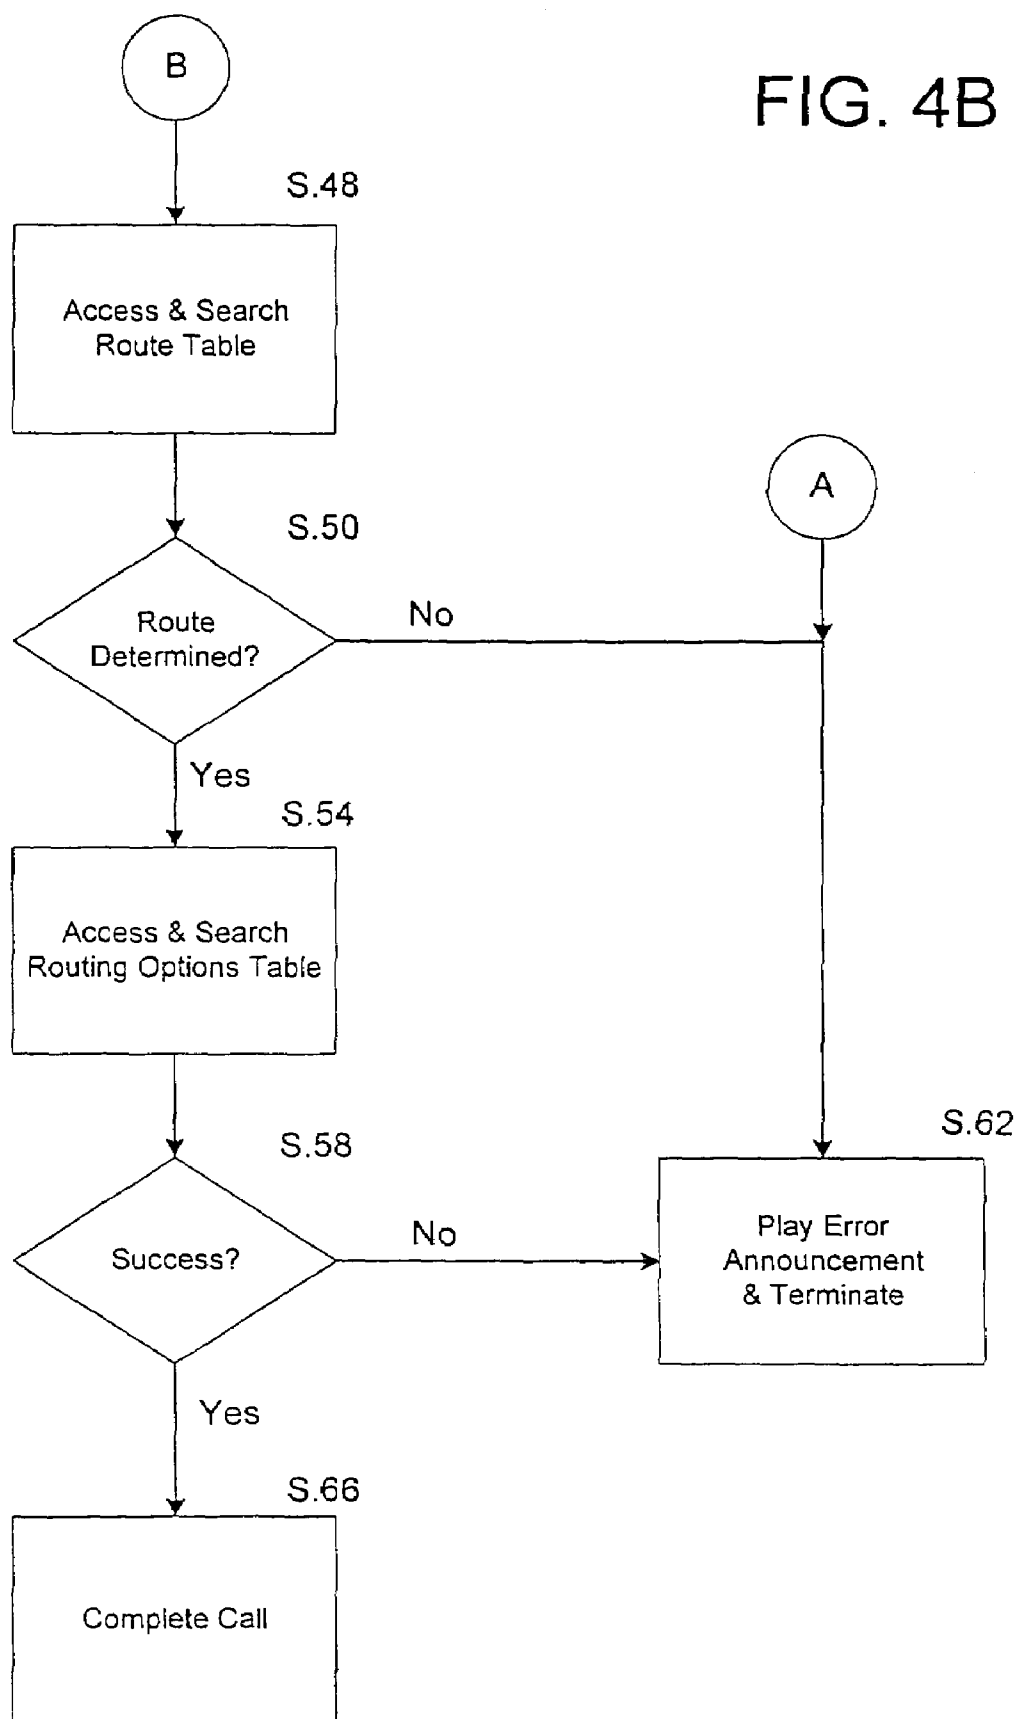 B
FIG. 4B
S.48
Access & Search
Route Table
A
S.50
Route
Determined?
No
Yes
S.54
Access & Search
Routing Options Table
S.58
Success?
No
S.62
Play Error
Announcement
& Terminate
Yes
S.66
Complete Call